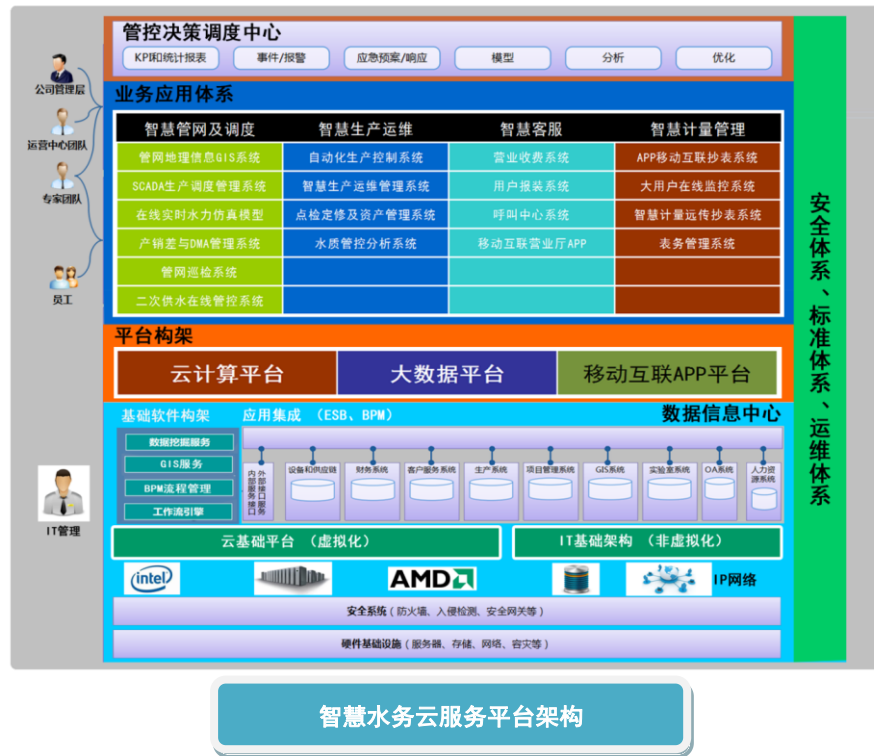 管控决策调度中心
KPI和统计报表
事件/报警
应急预案/响应
模型
分析
优化
公司管理层
运营中心团队
专家团队
员工
业务应用体系
智慧管网及调度
智慧生产运维
智慧客服
智慧计量管理
管网地理信息GIS系统
自动化生产控制系统
营业收费系统
APP移动互联抄表系统
SCADA生产调度管理系统
智慧生产运维管理系统
用户报装系统
大用户在线监控系统
在线实时水力仿真模型
点检定修及资产管理系统
呼叫中心系统
智慧计量远传抄表系统
产销差与DMA管理系统
水质管控分析系统
移动互联营业厅APP
表务管理系统
管网巡检系统
二次供水在线管控系统
平台构架
云计算平台
大数据平台
移动互联APP平台
基础软件构架
应用集成 （ESB、BPM）
数据信息中心
数据挖掘服务
GIS服务
BPM流程管理
工作流引擎
内部服务接口
外部接口服务
设备和供应链
财务系统
客户服务系统
生产系统
项目管理系统
GIS系统
实验室系统
OA系统
人力资
源系统
IT管理
云基础平台 （虚拟化）
IT基础架构 （非虚拟化）
intel
AMD
IP网络
安全系统（防火墙、入侵检测、安全网关等）
硬件基础设施（服务器、存储、网络、容灾等）
安全体系、标准体系、运维体系
智慧水务云服务平台架构